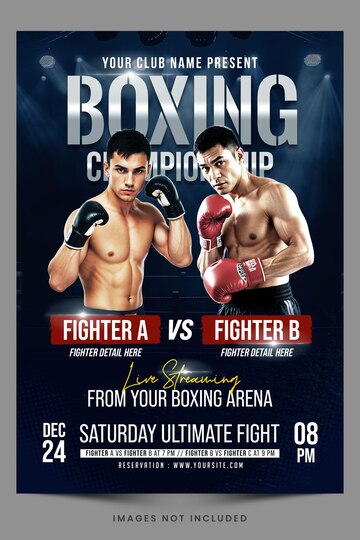 YOUR CLUB NAME PRESENT
BOXING
CHAMPIONSHIP
FIGHTER A VS FIGHTER B
FIGHTER DETAIL HERE FIGHTER DETAIL HERE
Live Streaming
FROM YOUR BOXING ARENA
DEC 24
SATURDAY ULTIMATE FIGHT
08 PM
FIGHTER A VS FIGHTER B AT 7 PM // FIGHTER B VS FIGHTER C AT 9 PM
RESERVATION : WWW.YOURSITE.COM
IMAGES NOT INCLUDED